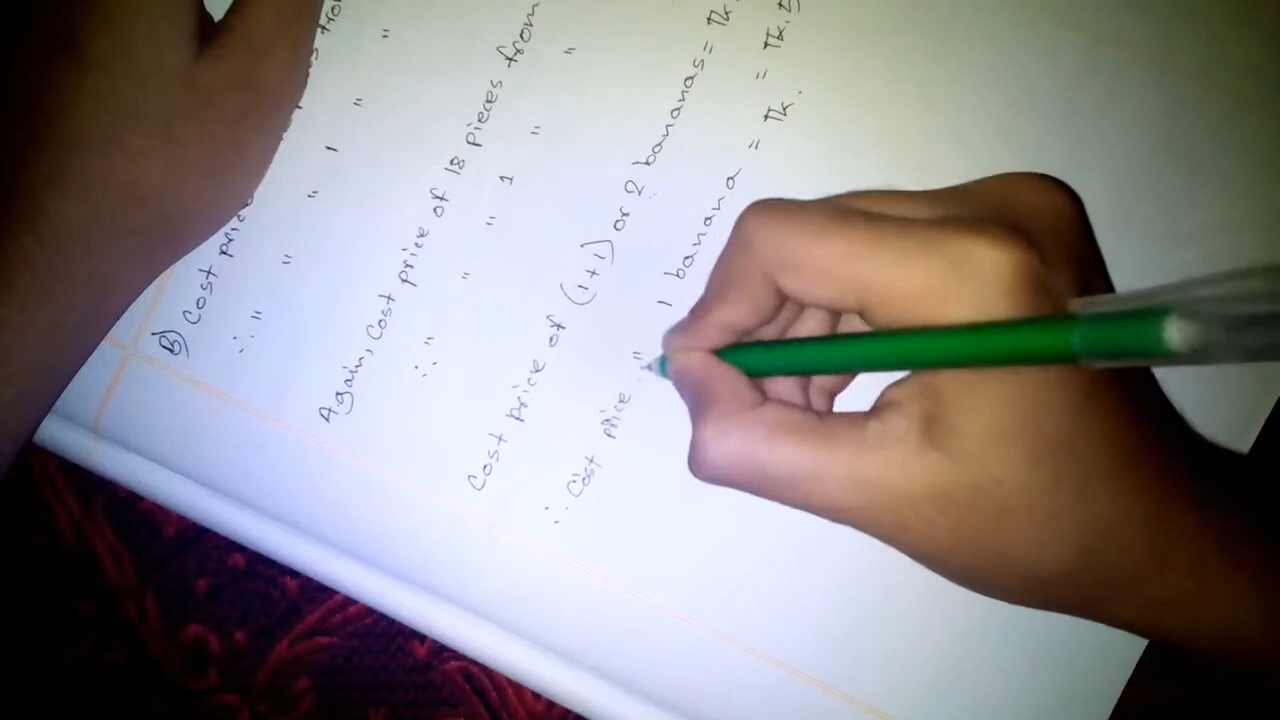 B) Cost price
∴ " " " 1 " "
Again, Cost price of 18 pieces from
∴ " " " 1 " "
Cost price of (1+1) or 2 bananas = Tk.
∴ Cost price " 1 banana = Tk. = Tk.